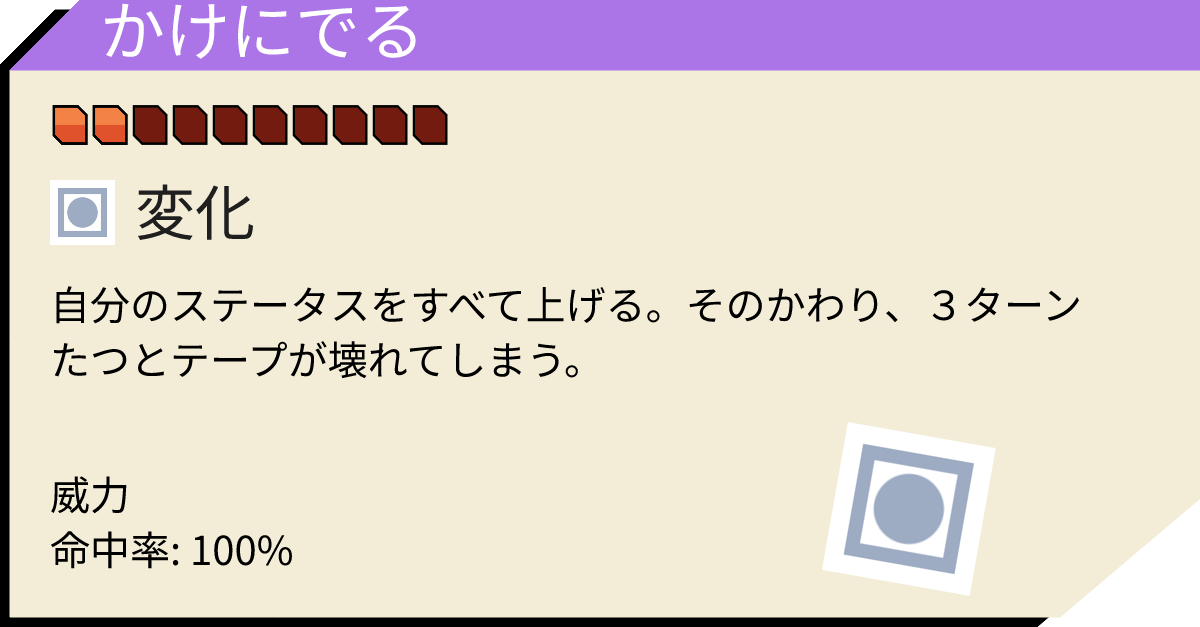 かけにでる
変化
自分のステータスをすべて上げる。そのかわり、３ターン
たつとテープが壊れてしまう。
威力
命中率: 100%